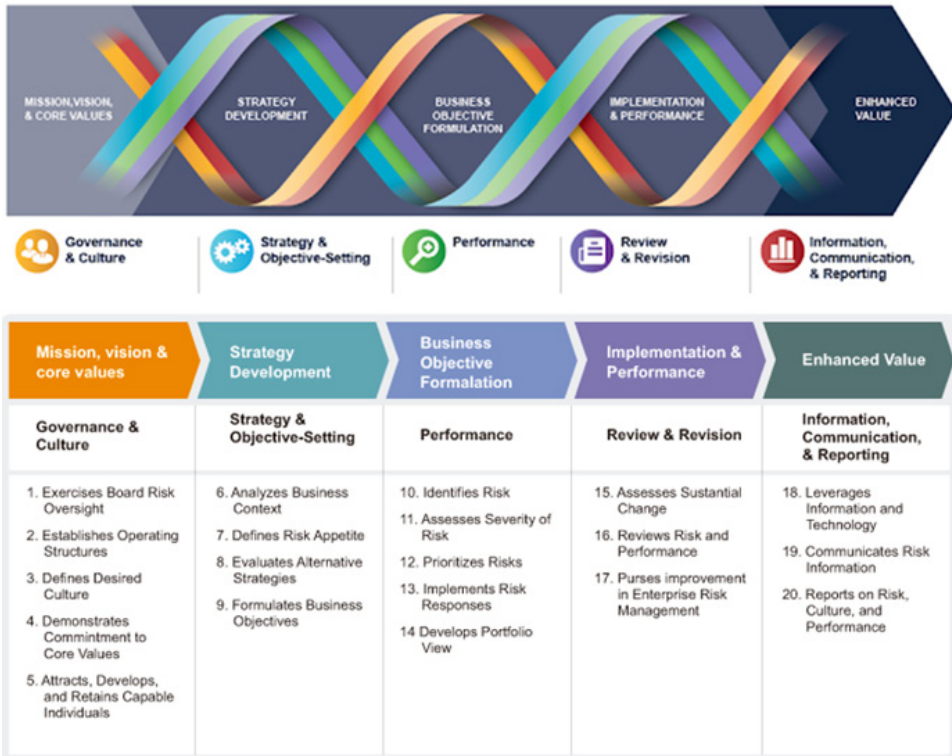 MISSION, VISION,
& CORE VALUES
STRATEGY
DEVELOPMENT
BUSINESS
OBJECTIVE
FORMULATION
IMPLEMENTATION
& PERFORMANCE
ENHANCED
VALUE
Governance
& Culture
Strategy &
Objective-Setting
Performance
Review
& Revision
Information,
Communication,
& Reporting
Mission, vision &
core values
Strategy
Development
Business
Objective
Formalation
Implementation &
Performance
Enhanced Value
Governance &
Culture
Strategy &
Objective-Setting
Performance
Review & Revision
Information,
Communication,
& Reporting
1. Exercises Board Risk
Oversight
2. Establishes Operating
Structures
3. Defines Desired
Culture
4. Demonstrates
Commintment to
Core Values
5. Attracts, Develops,
and Retains Capable
Individuals
6. Analyzes Business
Context
7. Defines Risk Appetite
8. Evaluates Alternative
Strategies
9. Formulates Business
Objectives
10. Identifies Risk
11. Assesses Severity of
Risk
12. Prioritizes Risks
13. Implements Risk
Responses
14 Develops Portfolio
View
15. Assesses Sustantial
Change
16. Reviews Risk and
Performance
17. Purses improvement
in Enterprise Risk
Management
18. Leverages
Information and
Technology
19. Communicates Risk
Information
20. Reports on Risk,
Culture, and
Performance